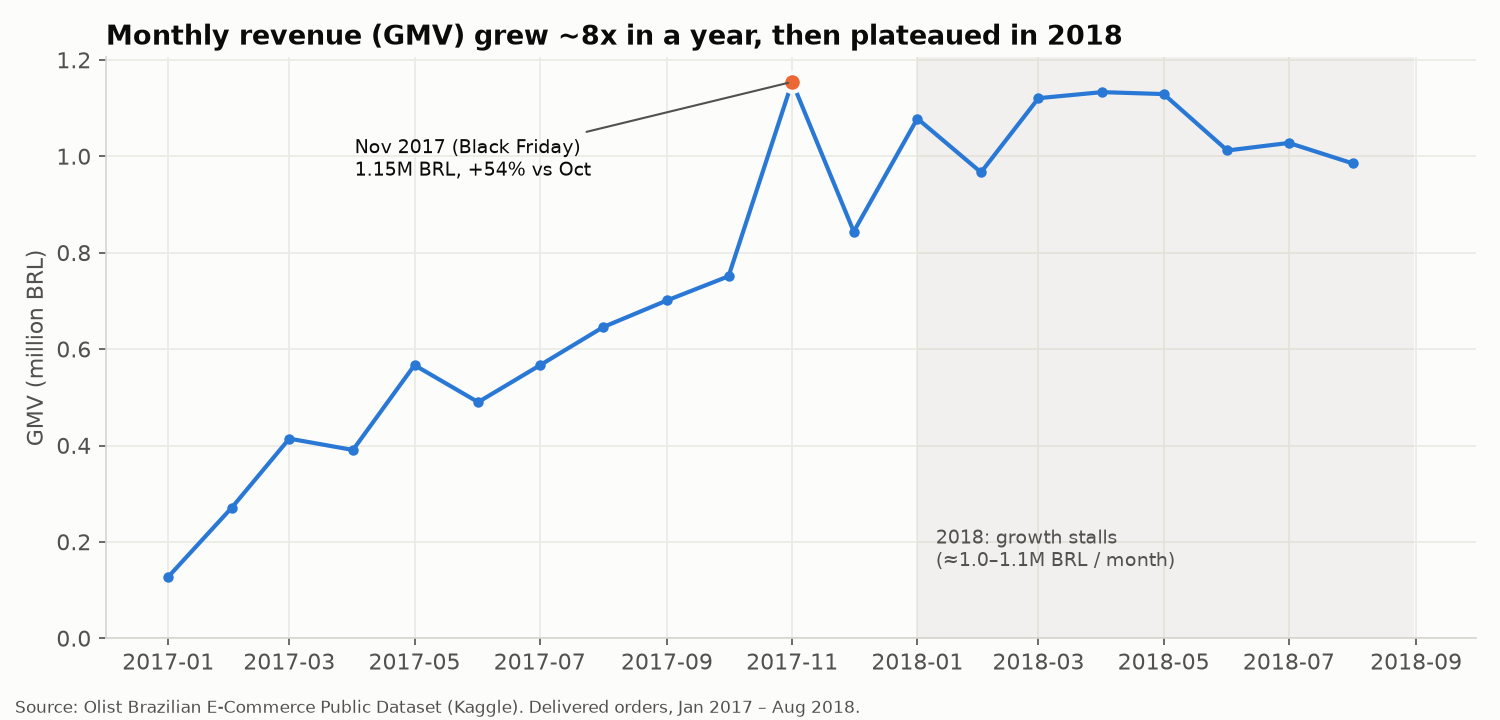 Monthly revenue (GMV) grew ~8x in a year, then plateaued in 2018
GMV (million BRL)
1.2
1.0
0.8
0.6
0.4
0.2
0.0
Nov 2017 (Black Friday)
1.15M BRL, +54% vs Oct
2018: growth stalls
(≈1.0–1.1M BRL / month)
2017-01 2017-03 2017-05 2017-07 2017-09 2017-11 2018-01 2018-03 2018-05 2018-07 2018-09
Source: Olist Brazilian E-Commerce Public Dataset (Kaggle). Delivered orders, Jan 2017 – Aug 2018.